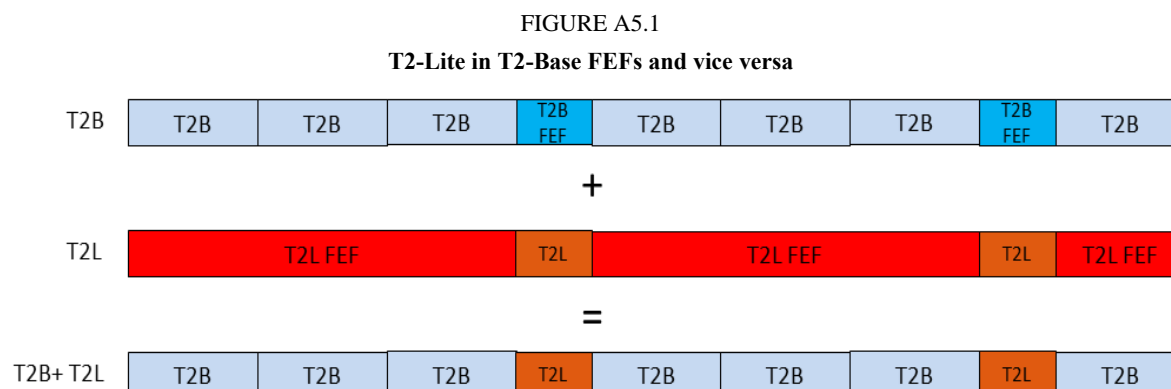 FIGURE A5.1
T2-Lite in T2-Base FEFs and vice versa
T2B T2B T2B T2B T2B FEF T2B T2B T2B T2B FEF T2B
+
T2L T2L FEF T2L T2L FEF T2L T2L FEF
=
T2B+ T2L T2B T2B T2B T2L T2B T2B T2B T2L T2B